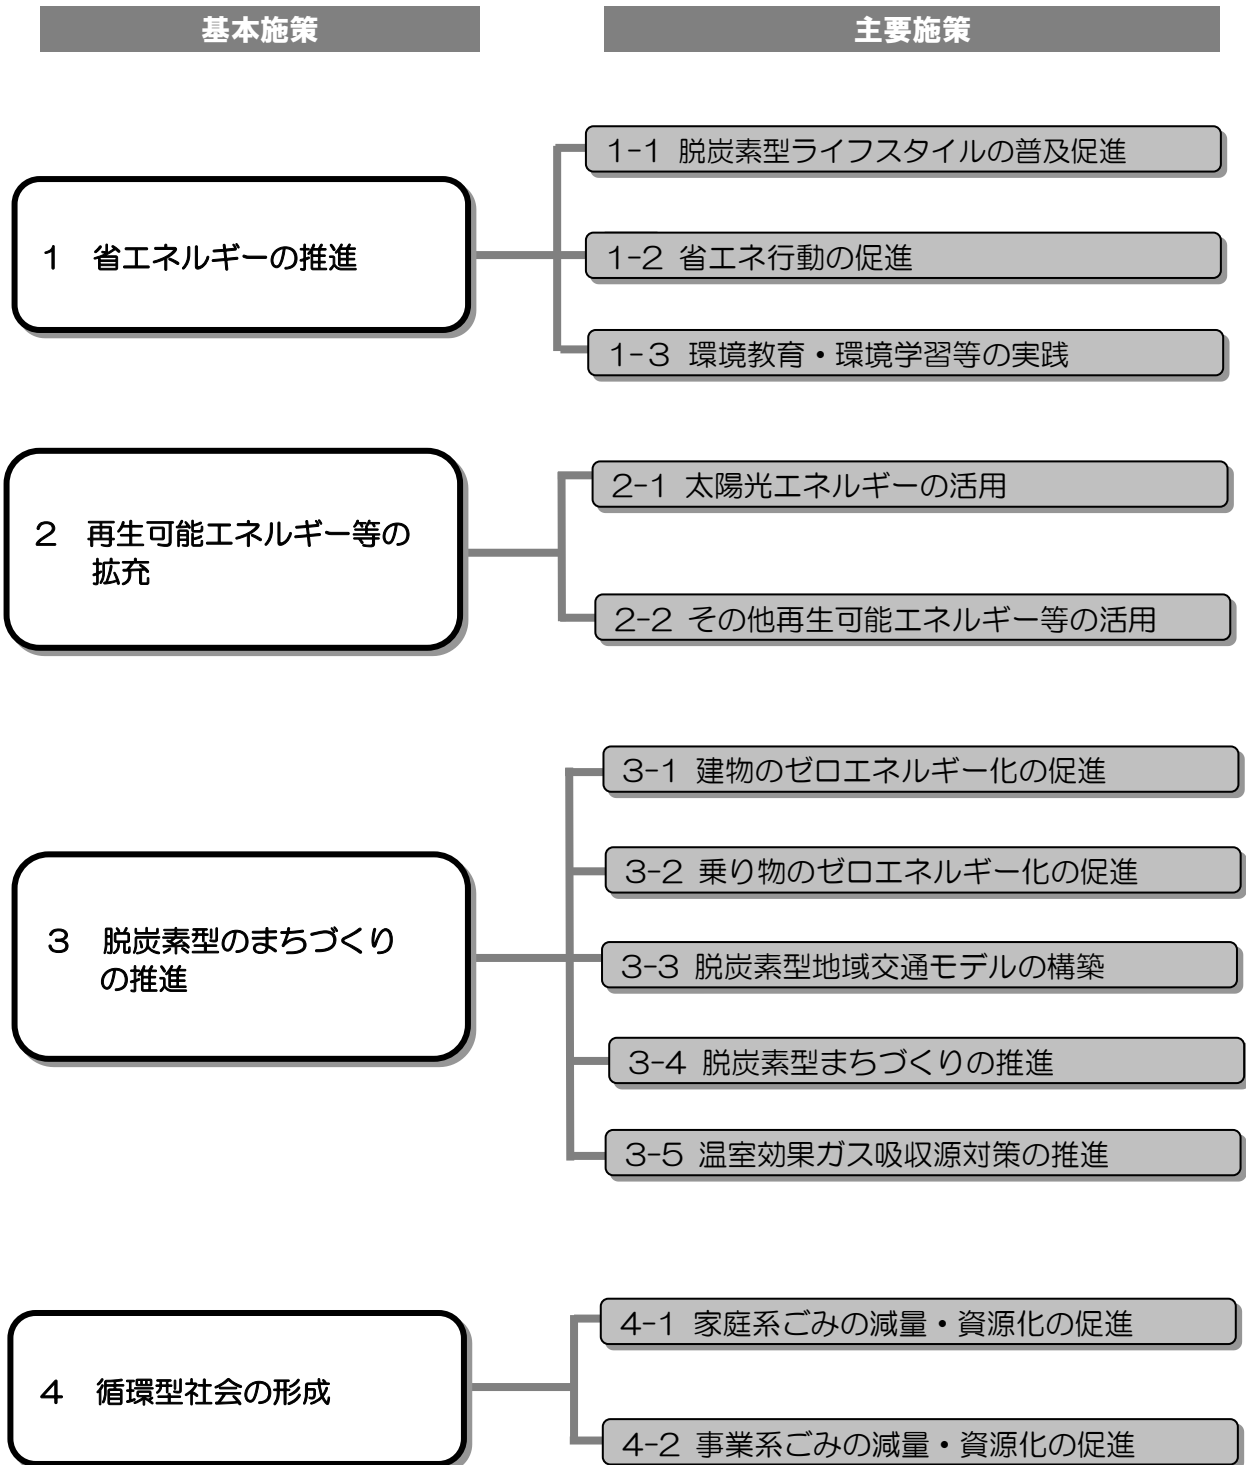 基本施策
主要施策
1 省エネルギーの推進
1-1 脱炭素型ライフスタイルの普及促進
1-2 省エネ行動の促進
1-3 環境教育・環境学習等の実践
2 再生可能エネルギー等の
拡充
2-1 太陽光エネルギーの活用
2-2 その他再生可能エネルギー等の活用
3 脱炭素型のまちづくり
の推進
3-1 建物のゼロエネルギー化の促進
3-2 乗り物のゼロエネルギー化の促進
3-3 脱炭素型地域交通モデルの構築
3-4 脱炭素型まちづくりの推進
3-5 温室効果ガス吸収源対策の推進
4 循環型社会の形成
4-1 家庭系ごみの減量・資源化の促進
4-2 事業系ごみの減量・資源化の促進